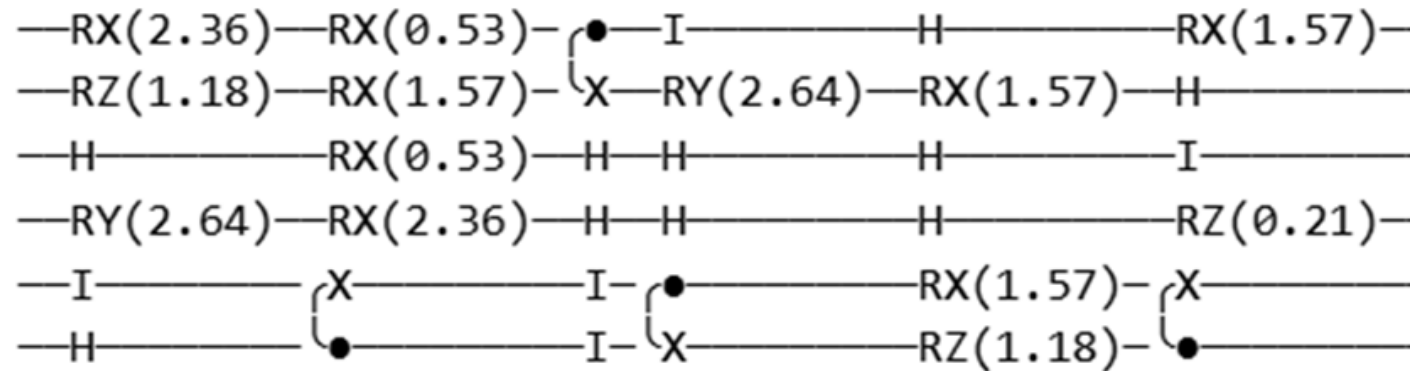 ──RX(2.36)──RX(0.53)─╭●──I─────────H─────────RX(1.57)─
──RZ(1.18)──RX(1.57)─╰X──RY(2.64)──RX(1.57)──H────────
──H─────────RX(0.53)──H──H─────────H─────────I────────
──RY(2.64)──RX(2.36)──H──H─────────H─────────RZ(0.21)─
──I────────╭X─────────I─╭●─────────RX(1.57)─╭X────────
──H────────╰●─────────I─╰X─────────RZ(1.18)─╰●────────